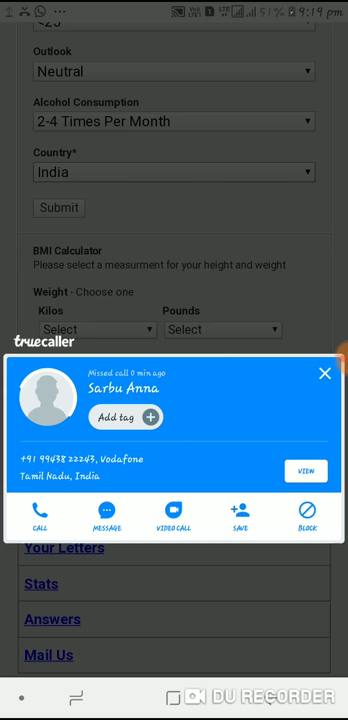 51% 9:19 pm
Outlook
Neutral
Alcohol Consumption
2-4 Times Per Month
Country*
India
Submit
BMI Calculator
Please select a measurment for your height and weight
Weight - Choose one
Kilos Pounds
Select Select
truecaller
Missed call 0 min ago
Sarbu Anna
Add tag
+91 99438 22243, Vodafone
Tamil Nadu, India
VIEW
CALL MESSAGE VIDEO CALL SAVE BLOCK
Your Letters
Stats
Answers
Mail Us
DU RECORDER